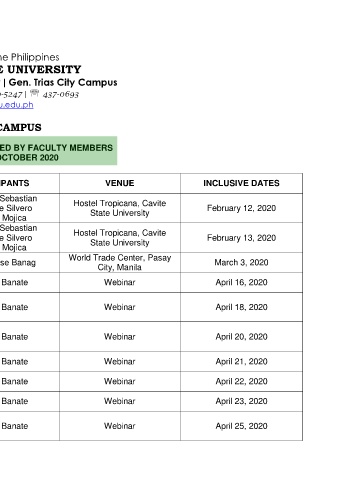 ne Philippines
E UNIVERSITY
| Gen. Trias City Campus
-5247 | ☏ 437-0693
u.edu.ph
CAMPUS
ED BY FACULTY MEMBERS
OCTOBER 2020
IPANTS VENUE INCLUSIVE DATES
Sebastian
e Silvero
Mojica
Hostel Tropicana, Cavite
State University
February 12, 2020
Sebastian
e Silvero
Mojica
Hostel Tropicana, Cavite
State University
February 13, 2020
se Banag
World Trade Center, Pasay
City, Manila
March 3, 2020
Banate Webinar April 16, 2020
Banate Webinar April 18, 2020
Banate Webinar April 20, 2020
Banate Webinar April 21, 2020
Banate Webinar April 22, 2020
Banate Webinar April 23, 2020
Banate Webinar April 25, 2020